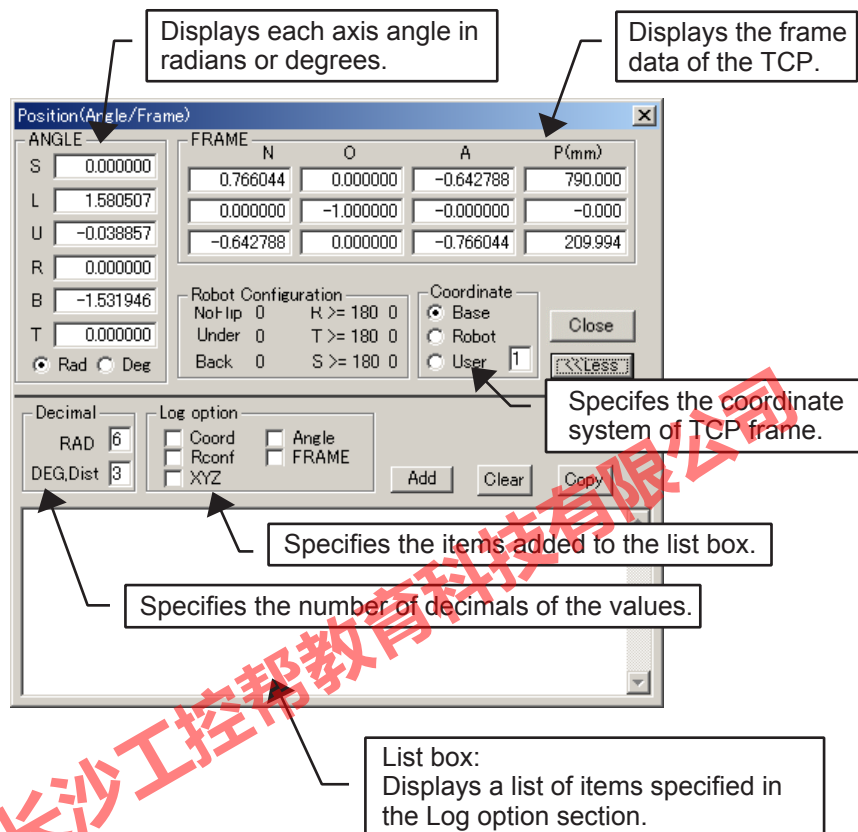 Displays each axis angle in
radians or degrees.
Displays the frame
data of the TCP.
Position(Angle/Frame)
ANGLE
S 0.000000
L 1.580507
U -0.038857
R 0.000000
B -1.531946
T 0.000000
Rad Deg
FRAME
N O A P(mm)
0.766044 0.000000 -0.642788 790.000
0.000000 -1.000000 -0.000000 -0.000
-0.642788 0.000000 -0.766044 209.994
Robot Configuration
NoFlip 0 R >= 180 0
Under 0 T >= 180 0
Back 0 S >= 180 0
Coordinate
Base
Robot
User 1
Close
<<Less
Specifes the coordinate
system of TCP frame.
Decimal
RAD 6
DEG,Dist 3
Log option
Coord Angle
Rconf FRAME
XYZ
Add Clear Copy
Specifies the items added to the list box.
Specifies the number of decimals of the values.
List box:
Displays a list of items specified in
the Log option section.
长沙工控帮教育科技有限公司